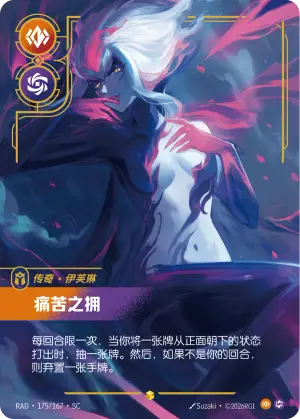 传奇・伊芙琳
痛苦之拥
每回合限一次，当你将一张牌从正面朝下的状态
打出时，抽一张牌。然后，如果不是你的回合，
则弃置一张手牌。
RAD • 175/167 • SC
Suzaki / ©2026RGI